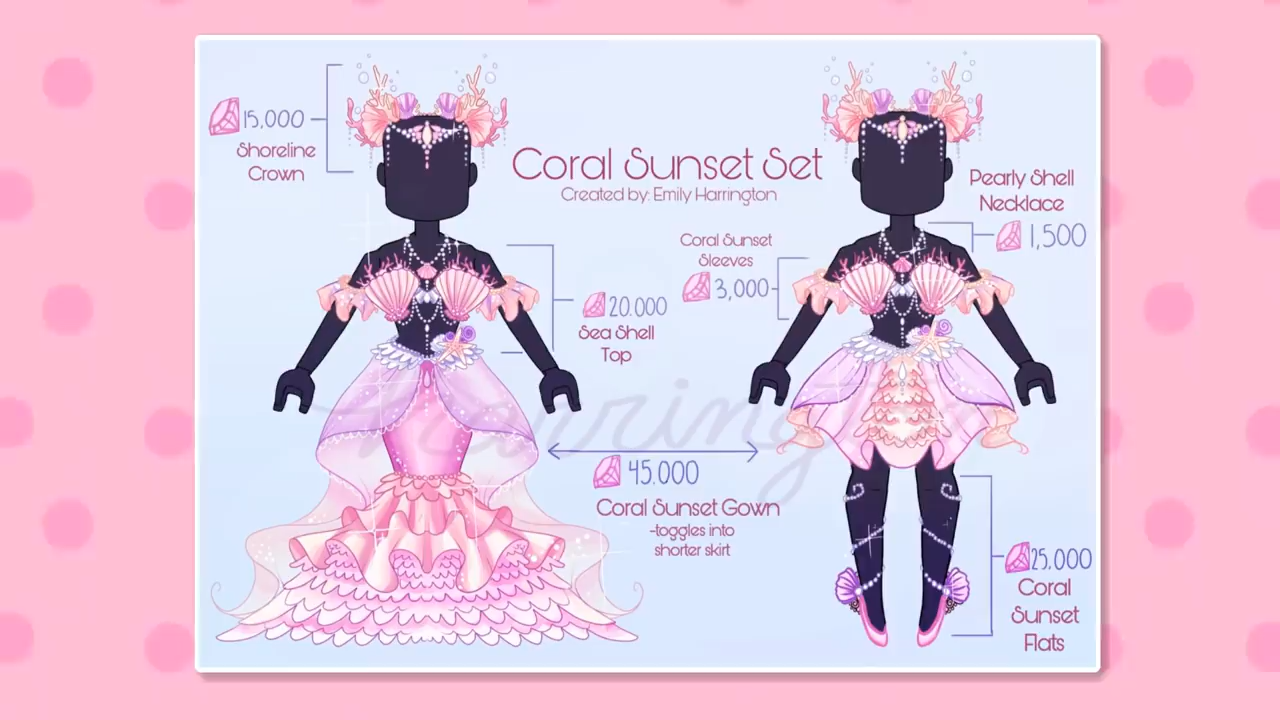 15,000
Shoreline
Crown
Coral Sunset Set
Created by: Emily Harrington
Pearly Shell
Necklace
1,500
Coral Sunset
Sleeves
3,000
20.000
Sea Shell
Top
harrington
45.000
Coral Sunset Gown
-toggles into
shorter skirt
25,000
Coral
Sunset
Flats